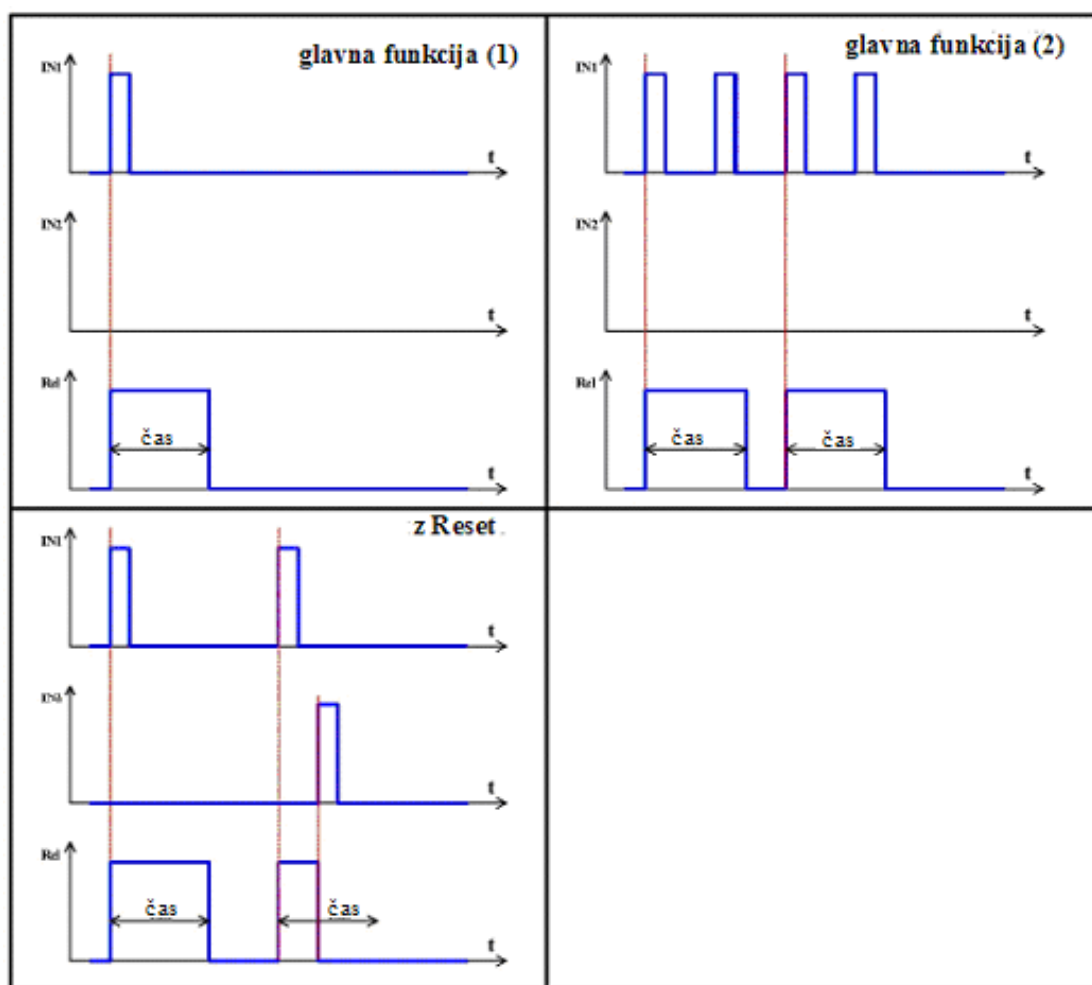 glavna funkcija (1)
IN1
t
IN2
t
Rel
čas
t
glavna funkcija (2)
IN1
t
IN2
t
Rel
čas
čas
t
z Reset
IN1
t
IN2
t
Rel
čas
čas
t